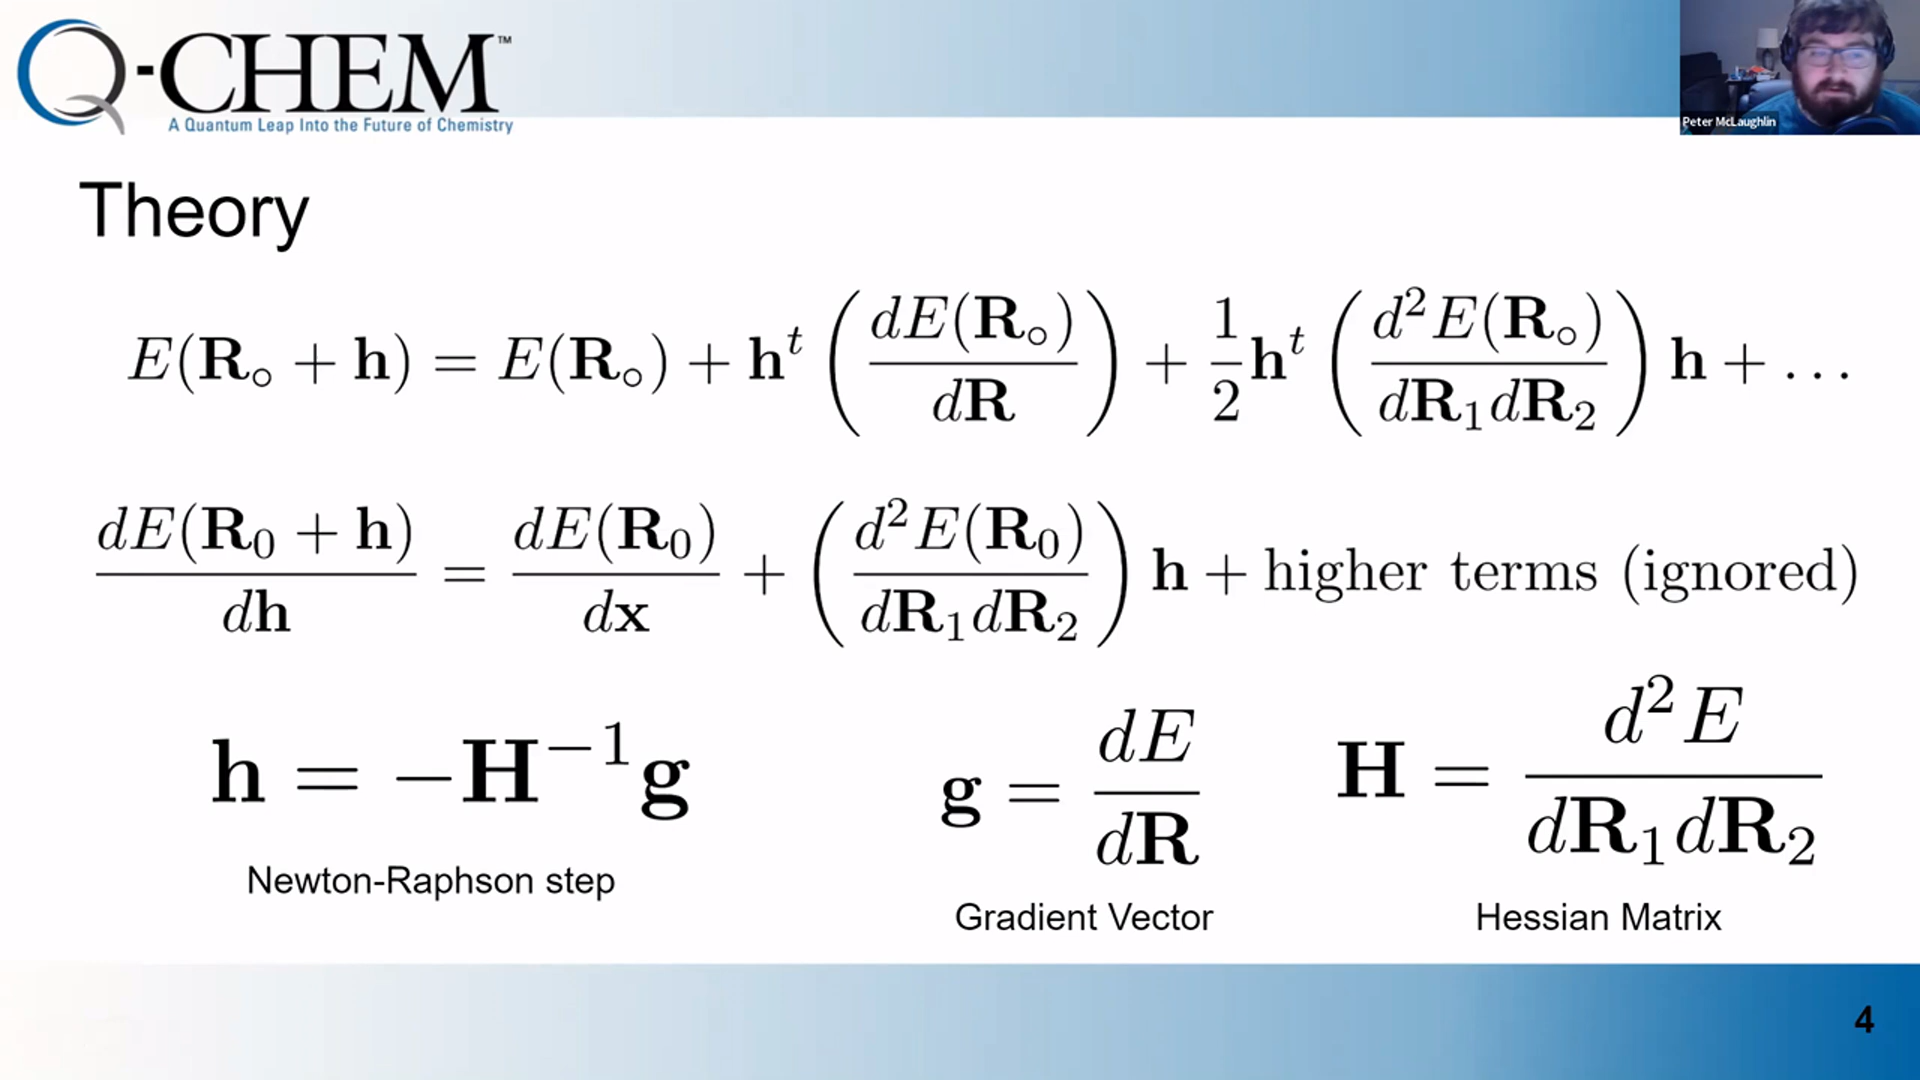 Q-CHEM™
A Quantum Leap Into the Future of Chemistry
Peter McLaughlin
Theory
E(R∘ + h) = E(R∘) + hᵗ (dE(R∘)/dR) + 1/2 hᵗ (d²E(R∘)/dR₁dR₂) h + …
dE(R₀ + h)/dh = dE(R₀)/dx + (d²E(R₀)/dR₁dR₂) h + higher terms (ignored)
h = −H⁻¹g
Newton-Raphson step
g = dE/dR
Gradient Vector
H = d²E/dR₁dR₂
Hessian Matrix
4